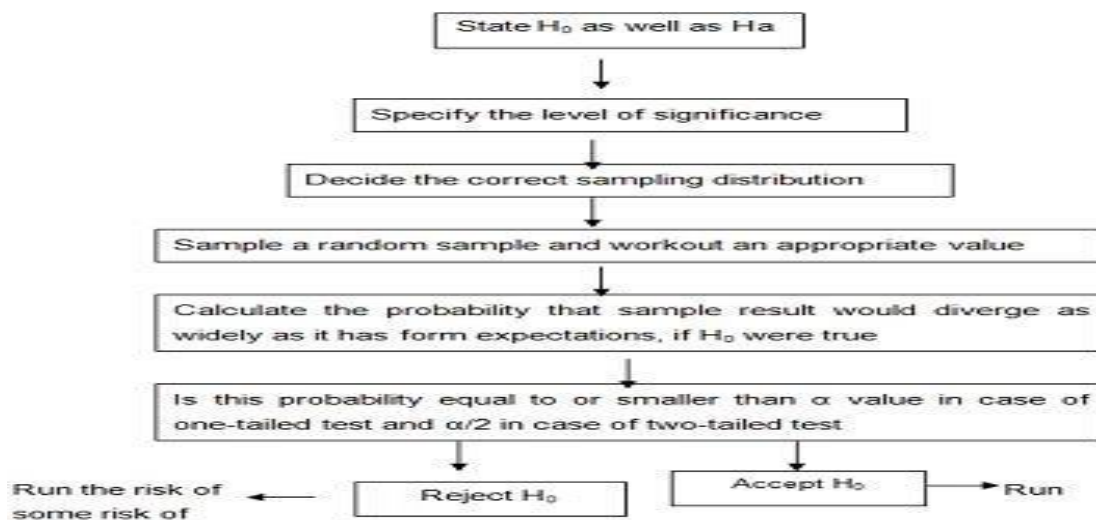 State H₀ as well as Ha
Specify the level of significance
Decide the correct sampling distribution
Sample a random sample and workout an appropriate value
Calculate the probability that sample result would diverge as
widely as it has form expectations, if H₀ were true
Is this probability equal to or smaller than α value in case of
one-tailed test and α/2 in case of two-tailed test
Reject H₀
Accept H₀
Run the risk of
some risk of
Run